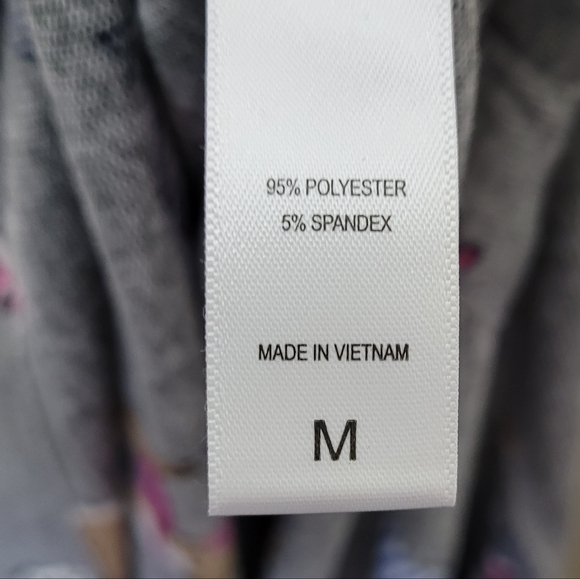 95% POLYESTER
5% SPANDEX
MADE IN VIETNAM
M